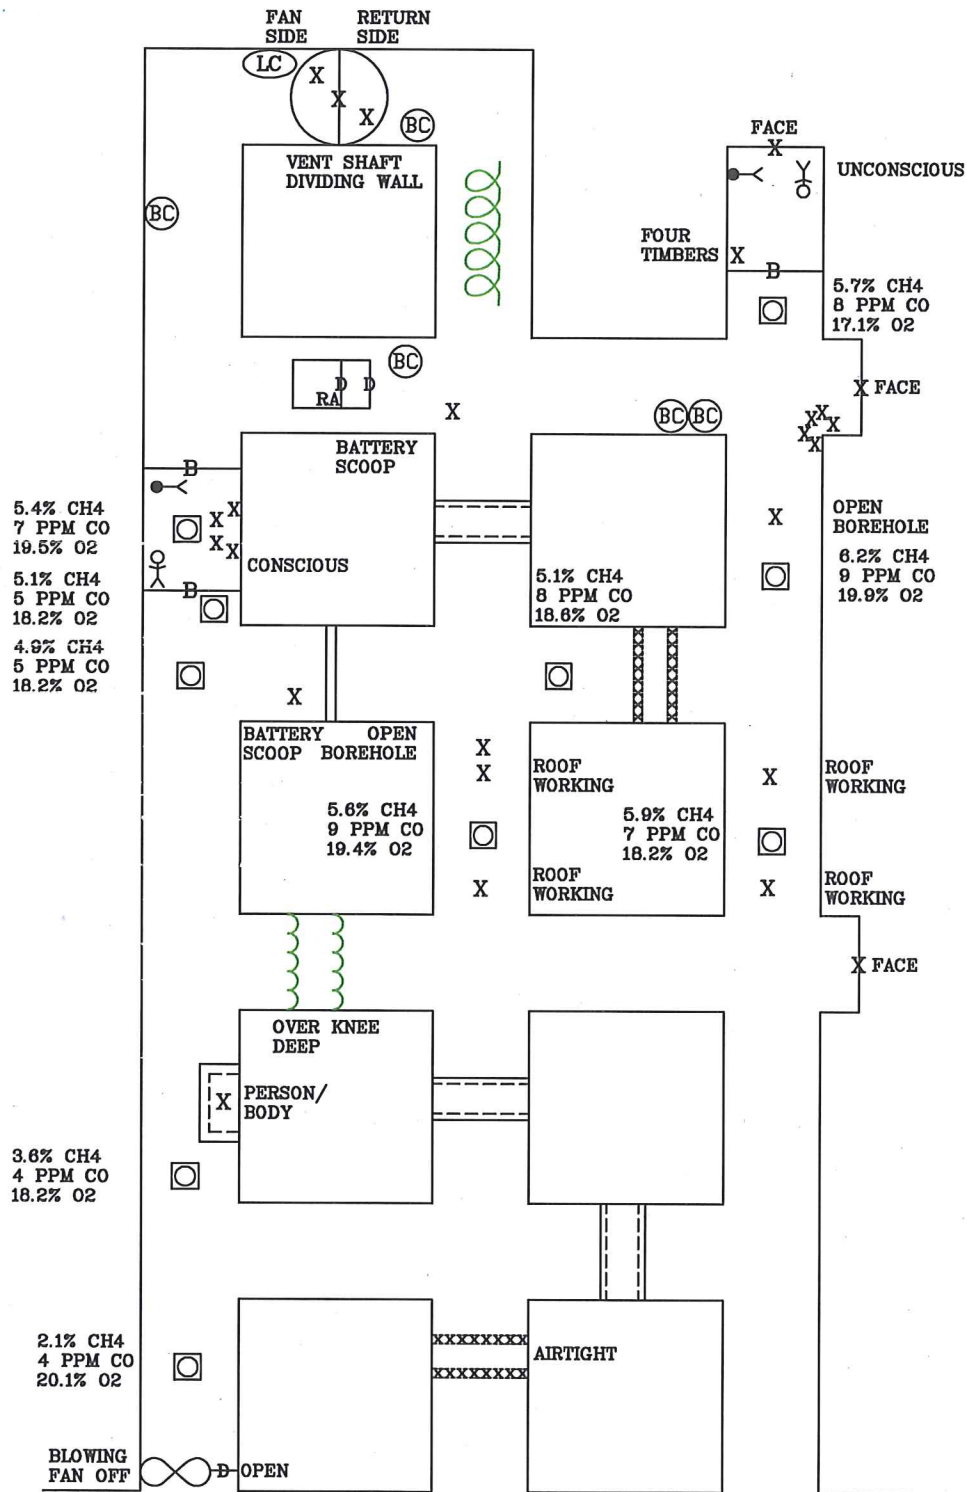 FAN SIDE
RETURN SIDE
LC
X
X
X
BC
VENT SHAFT
DIVIDING WALL
BC
FACE
X
UNCONSCIOUS
FOUR
TIMBERS X
B
5.7% CH4
8 PPM CO
17.1% O2
BC
D D
RA
X
X FACE
BC BC
X X
X X
X
BATTERY
SCOOP
B
5.4% CH4
7 PPM CO
19.5% O2
X
X
X
X
CONSCIOUS
X
OPEN
BOREHOLE
6.2% CH4
9 PPM CO
19.9% O2
5.1% CH4
5 PPM CO
18.2% O2
B
5.1% CH4
8 PPM CO
18.6% O2
4.9% CH4
5 PPM CO
18.2% O2
X
BATTERY OPEN
SCOOP BOREHOLE
X
X
ROOF
WORKING
X
ROOF
WORKING
5.6% CH4
9 PPM CO
19.4% O2
5.9% CH4
7 PPM CO
18.2% O2
X
ROOF
WORKING
X
ROOF
WORKING
X FACE
OVER KNEE
DEEP
X
PERSON/
BODY
3.6% CH4
4 PPM CO
18.2% O2
XXXXXXXX
XXXXXXXX
2.1% CH4
4 PPM CO
20.1% O2
AIRTIGHT
BLOWING
FAN OFF
D OPEN